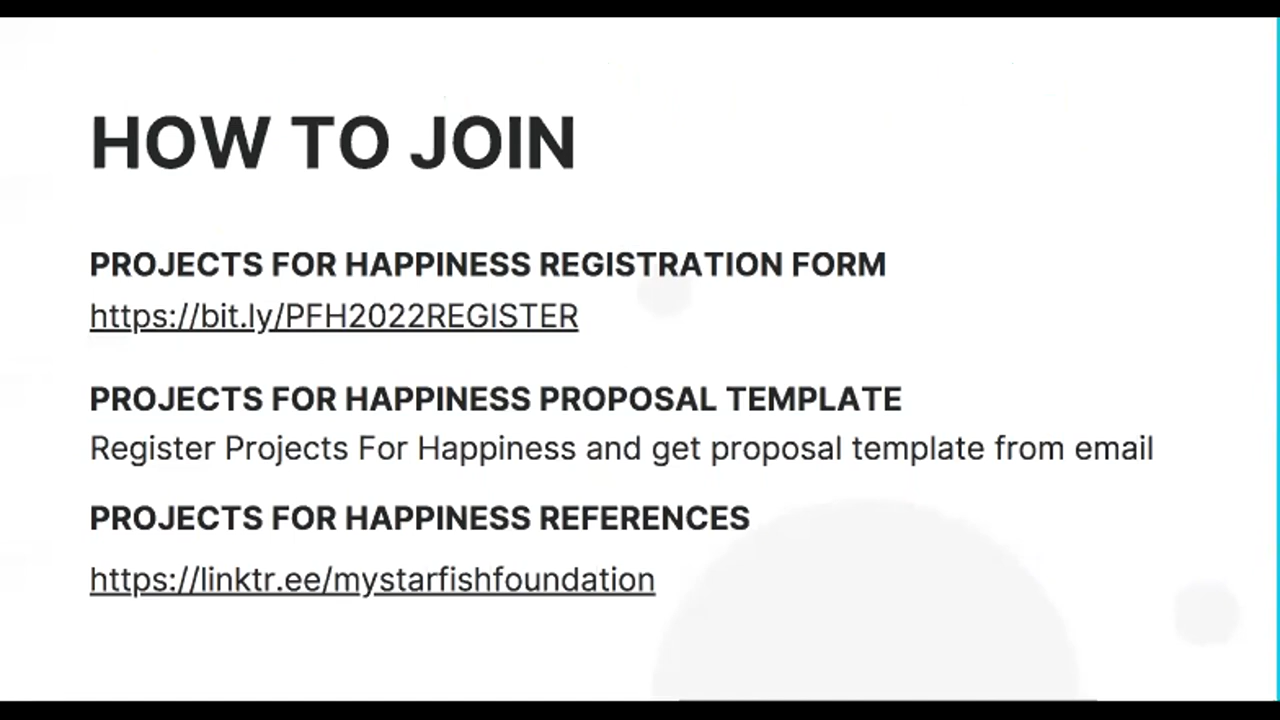 HOW TO JOIN
PROJECTS FOR HAPPINESS REGISTRATION FORM
https://bit.ly/PFH2022REGISTER
PROJECTS FOR HAPPINESS PROPOSAL TEMPLATE
Register Projects For Happiness and get proposal template from email
PROJECTS FOR HAPPINESS REFERENCES
https://linktr.ee/mystarfishfoundation